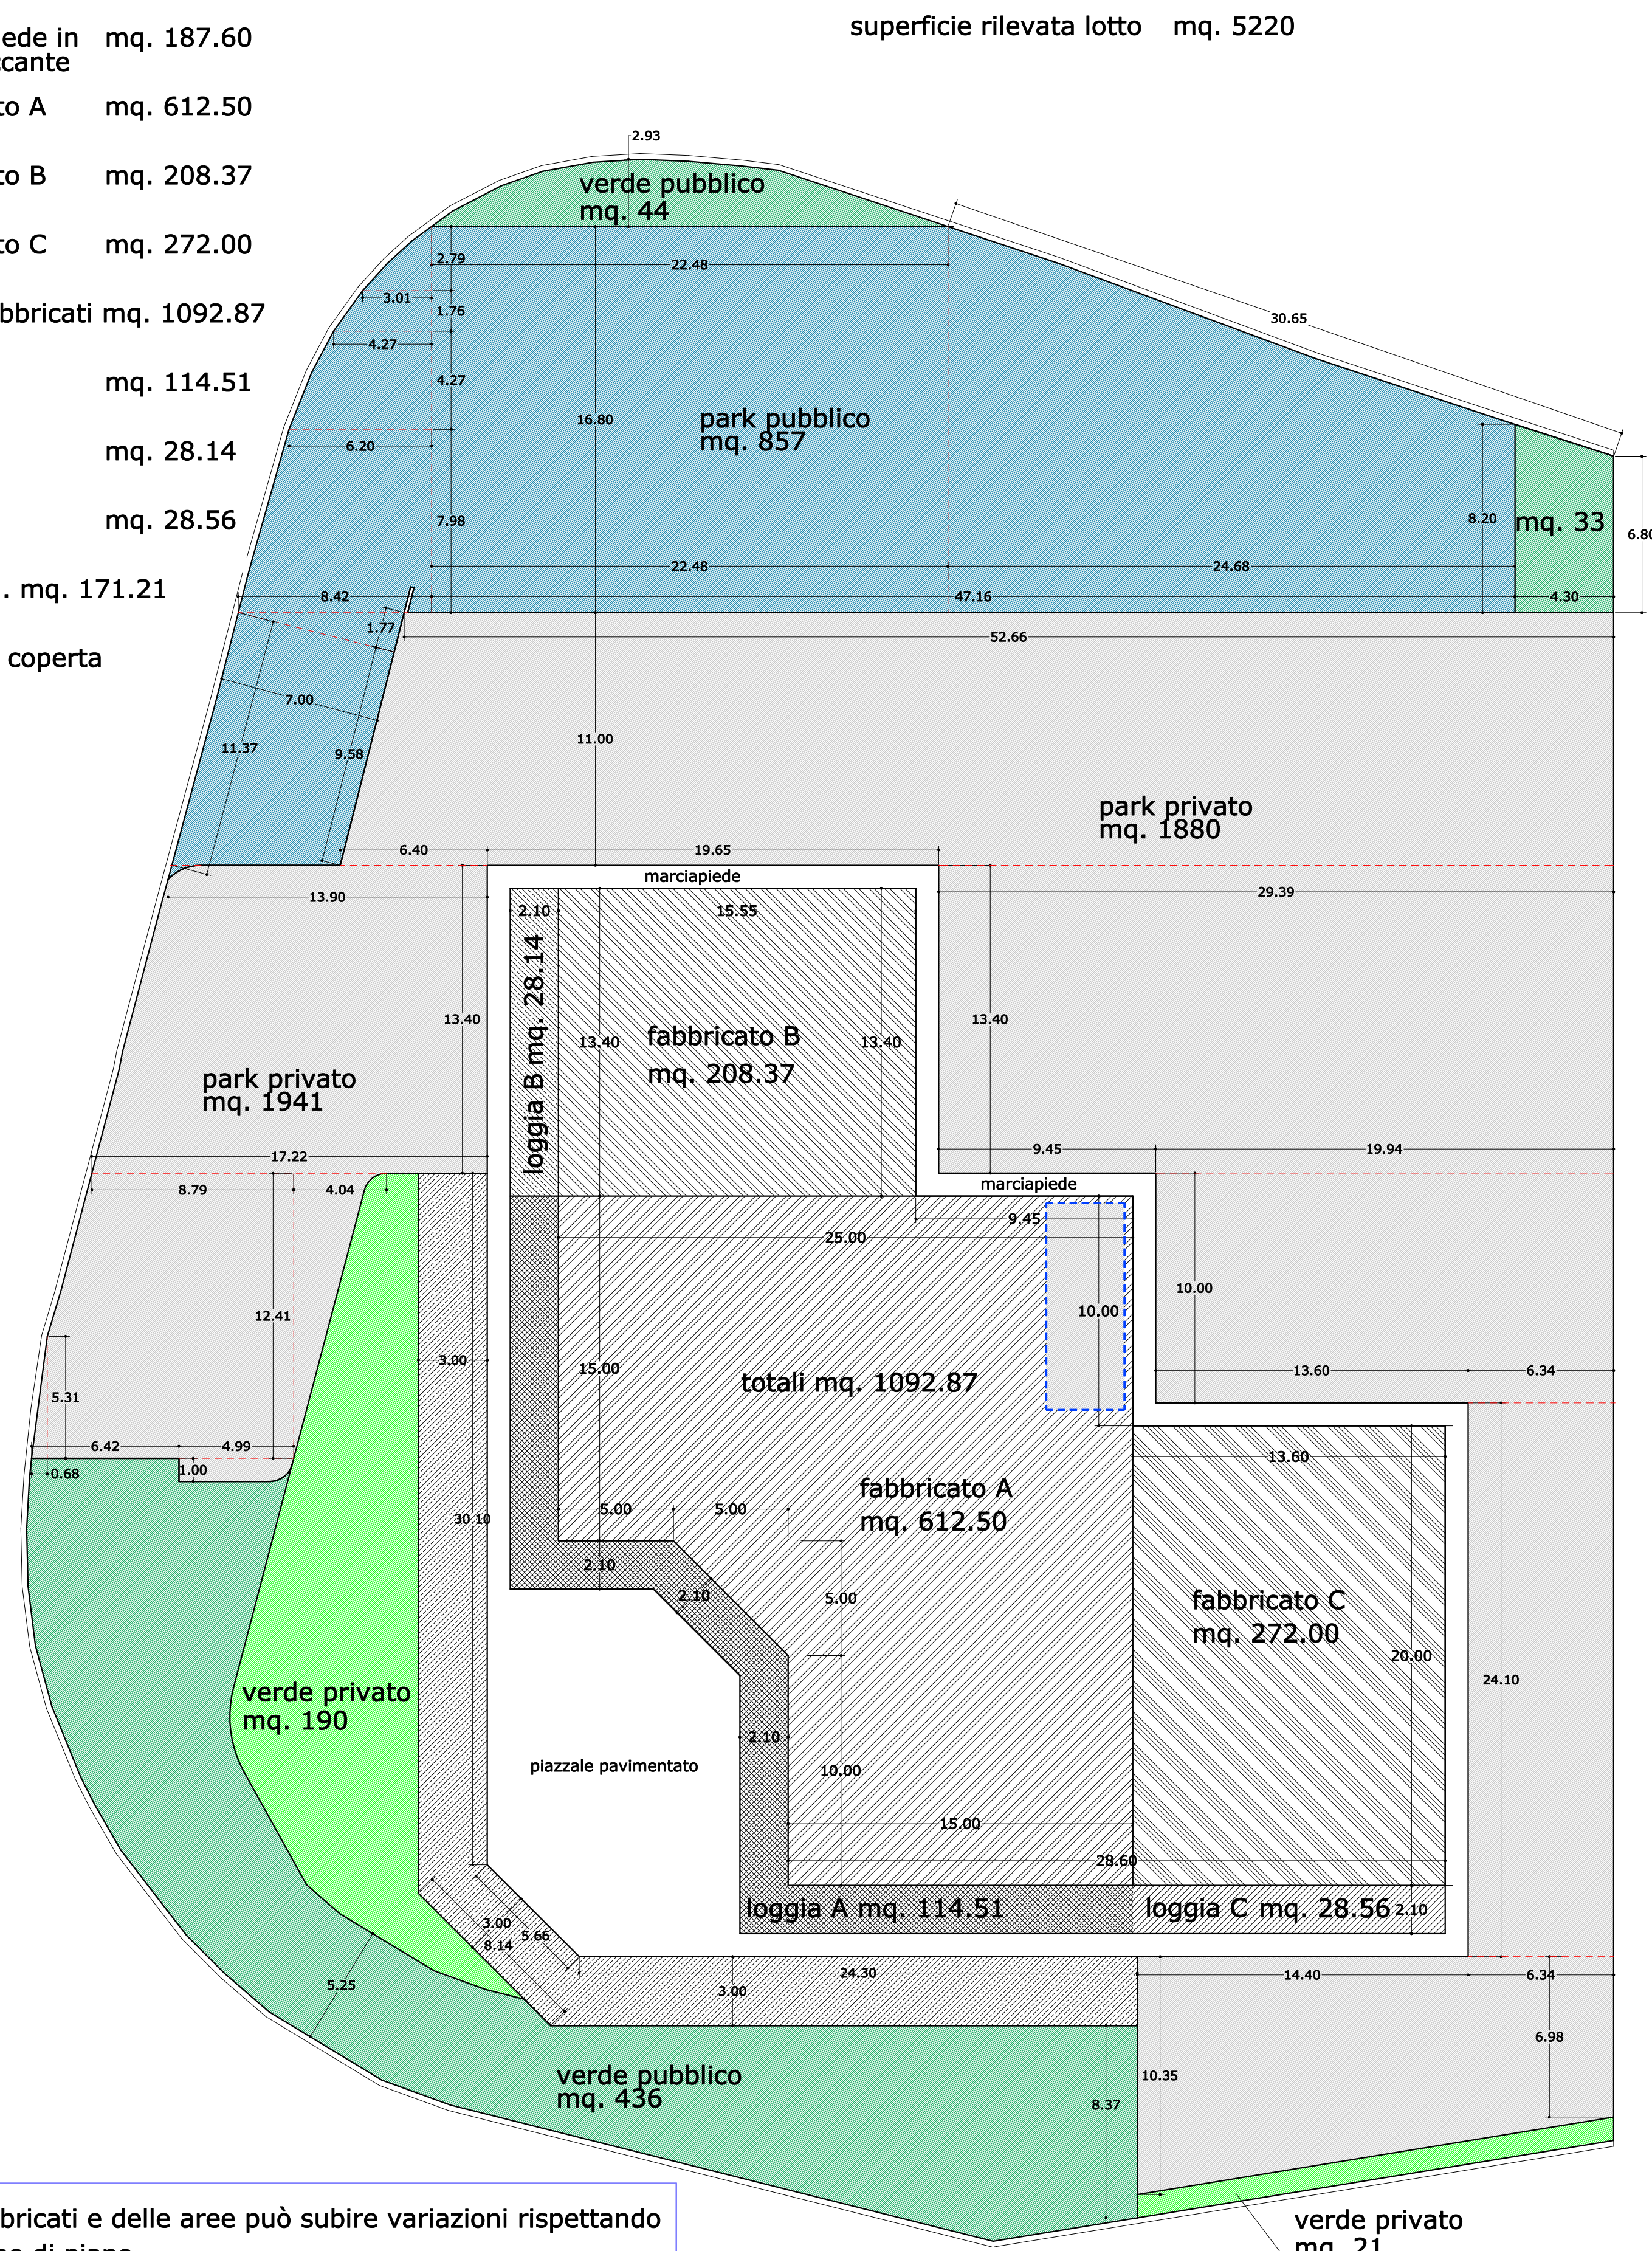 superficie rilevata lotto mq. 5220
ede in mq. 187.60
ccante
to A mq. 612.50
to B mq. 208.37
to C mq. 272.00
bbricati mq. 1092.87
mq. 114.51
mq. 28.14
mq. 28.56
. mq. 171.21
coperta
2.93
verde pubblico
mq. 44
2.79
22.48
3.01
1.76
30.65
4.27
4.27
16.80
park pubblico
mq. 857
6.20
7.98
8.20
mq. 33
6.80
22.48
24.68
8.42
47.16
4.30
1.77
52.66
7.00
11.37
9.58
11.00
park privato
mq. 1880
6.40
19.65
marciapiede
13.90
29.39
2.10
15.55
loggia B mq. 28.14
13.40
13.40
fabbricato B
mq. 208.37
13.40
13.40
park privato
mq. 1941
17.22
9.45
19.94
8.79
4.04
marciapiede
9.45
25.00
12.41
10.00
10.00
3.00
15.00
totali mq. 1092.87
13.60
6.34
5.31
6.42
4.99
0.68
1.00
13.60
fabbricato A
mq. 612.50
5.00
5.00
30.10
2.10
2.10
5.00
fabbricato C
mq. 272.00
20.00
24.10
verde privato
mq. 190
piazzale pavimentato
2.10
10.00
15.00
28.60
loggia A mq. 114.51
loggia C mq. 28.56
2.10
3.00
8.14
5.66
5.25
24.30
3.00
14.40
6.34
6.98
verde pubblico
mq. 436
8.37
10.35
bricati e delle aree può subire variazioni rispettando
verde privato
mq. 21